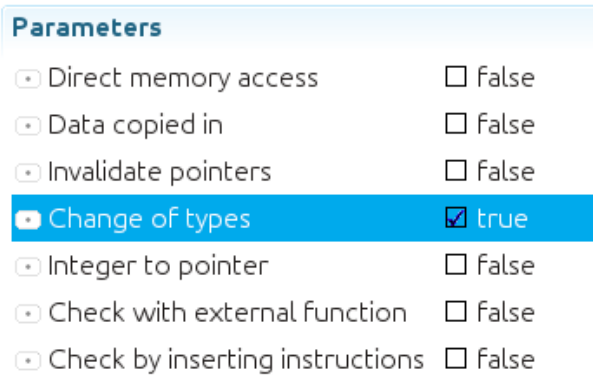 Parameters
Direct memory access false
Data copied in false
Invalidate pointers false
Change of types true
Integer to pointer false
Check with external function false
Check by inserting instructions false